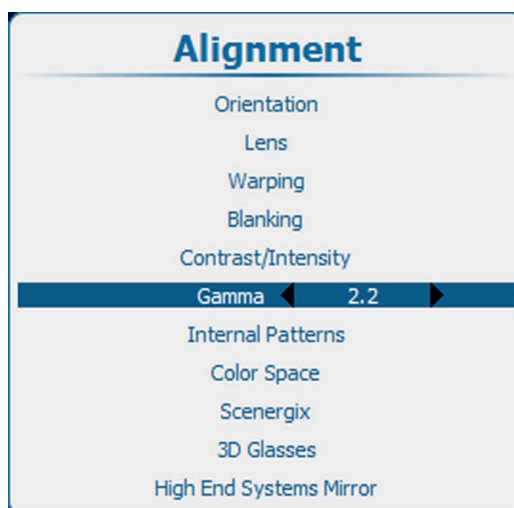 Alignment
Orientation
Lens
Warping
Blanking
Contrast/Intensity
Gamma 2.2
Internal Patterns
Color Space
Scenergix
3D Glasses
High End Systems Mirror